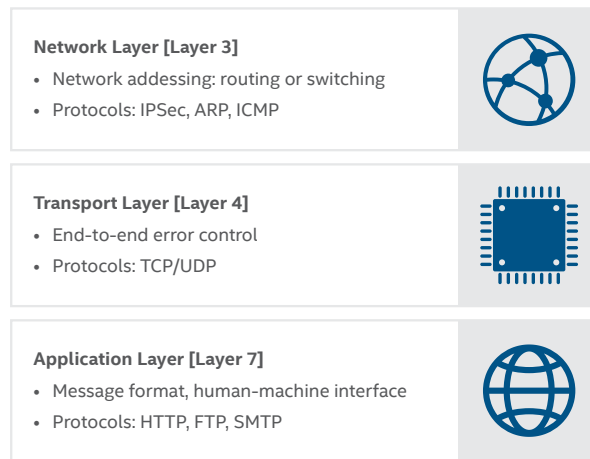 Network Layer [Layer 3]
• Network addessing: routing or switching
• Protocols: IPSec, ARP, ICMP
Transport Layer [Layer 4]
• End-to-end error control
• Protocols: TCP/UDP
Application Layer [Layer 7]
• Message format, human-machine interface
• Protocols: HTTP, FTP, SMTP